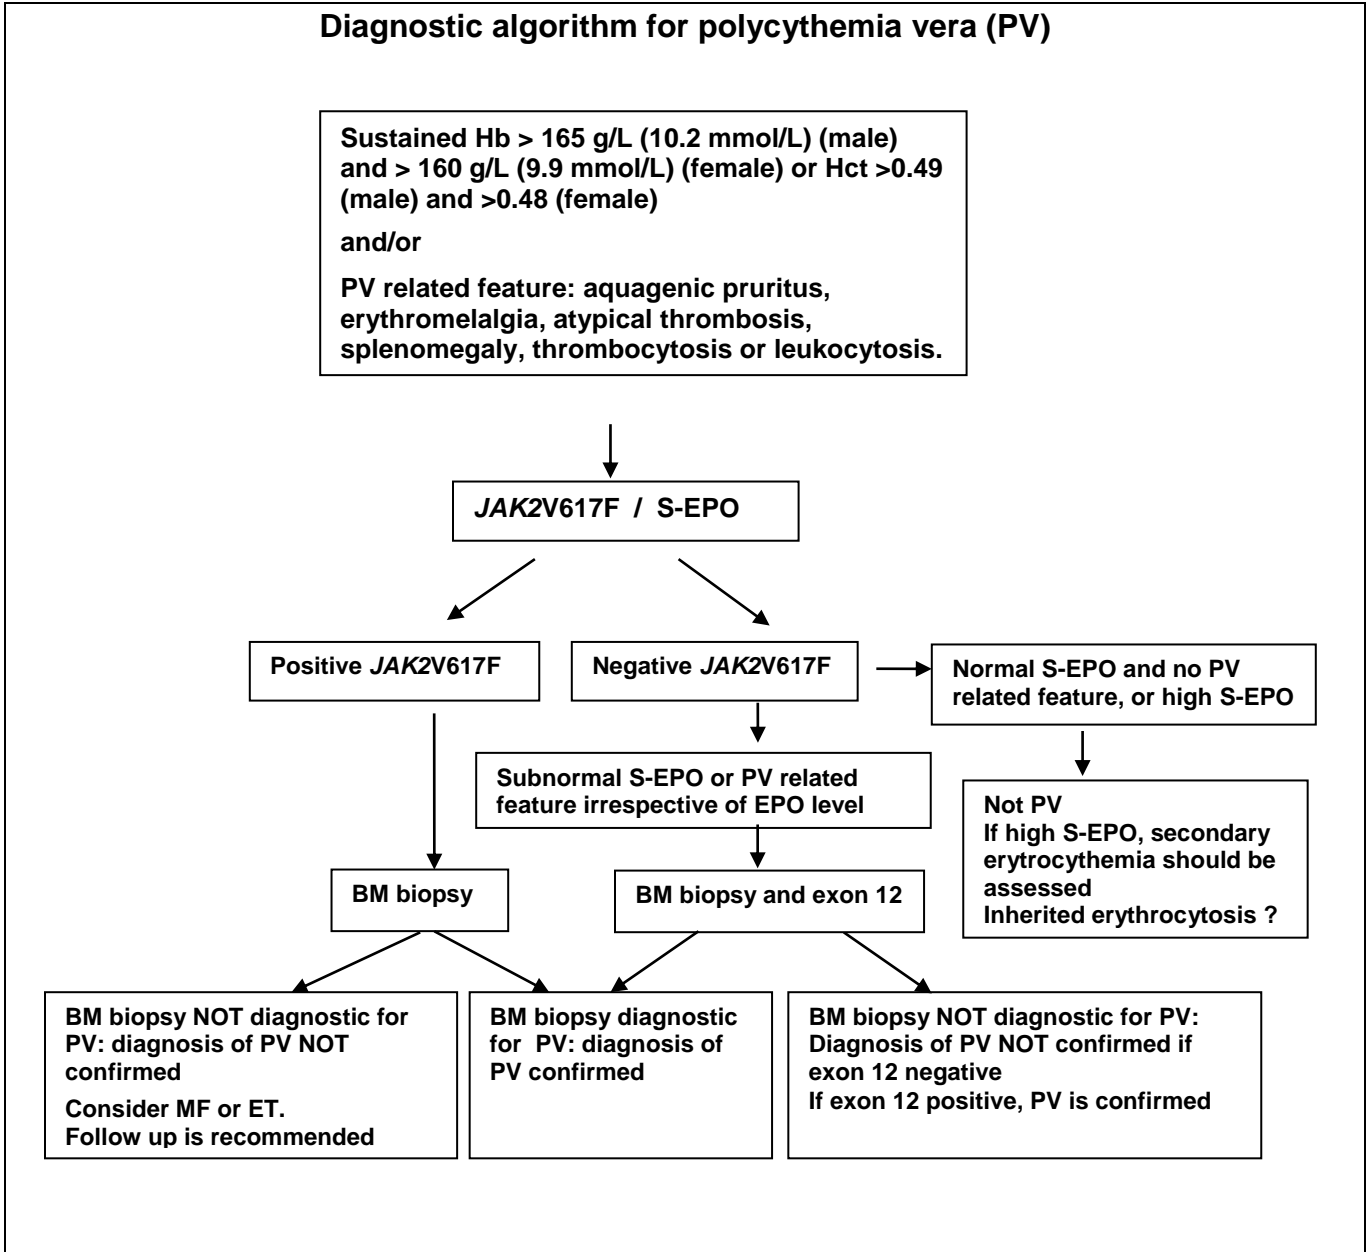 Diagnostic algorithm for polycythemia vera (PV)
Sustained Hb > 165 g/L (10.2 mmol/L) (male)
and > 160 g/L (9.9 mmol/L) (female) or Hct >0.49
(male) and >0.48 (female)
and/or
PV related feature: aquagenic pruritus,
erythromelalgia, atypical thrombosis,
splenomegaly, thrombocytosis or leukocytosis.
JAK2V617F / S-EPO
Positive JAK2V617F
Negative JAK2V617F
Normal S-EPO and no PV
related feature, or high S-EPO
Subnormal S-EPO or PV related
feature irrespective of EPO level
Not PV
If high S-EPO, secondary
erytrocythemia should be
assessed
Inherited erythrocytosis ?
BM biopsy
BM biopsy and exon 12
BM biopsy NOT diagnostic for
PV: diagnosis of PV NOT
confirmed
Consider MF or ET.
Follow up is recommended
BM biopsy diagnostic
for PV: diagnosis of
PV confirmed
BM biopsy NOT diagnostic for PV:
Diagnosis of PV NOT confirmed if
exon 12 negative
If exon 12 positive, PV is confirmed